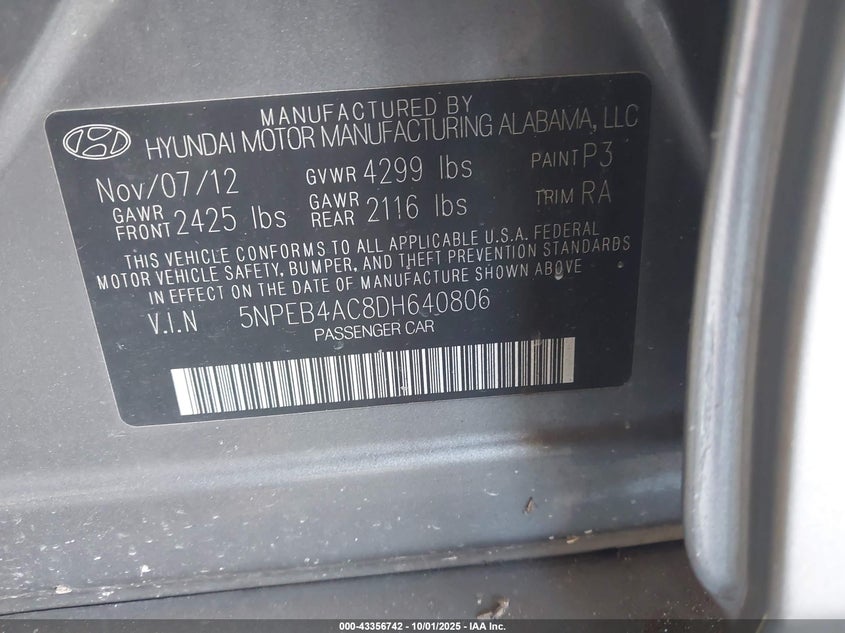 MANUFACTURED BY
HYUNDAI MOTOR MANUFACTURING ALABAMA, LLC
Nov/07/12 GVWR 4299 lbs PAINT P3
GAWR FRONT 2425 lbs GAWR REAR 2116 lbs TRIM RA
THIS VEHICLE CONFORMS TO ALL APPLICABLE U.S.A. FEDERAL
MOTOR VEHICLE SAFETY, BUMPER, AND THEFT PREVENTION STANDARDS
IN EFFECT ON THE DATE OF MANUFACTURE SHOWN ABOVE
V.I.N 5NPEB4AC8DH640806
PASSENGER CAR
000-43356742 - 10/01/2025 - IAA Inc.